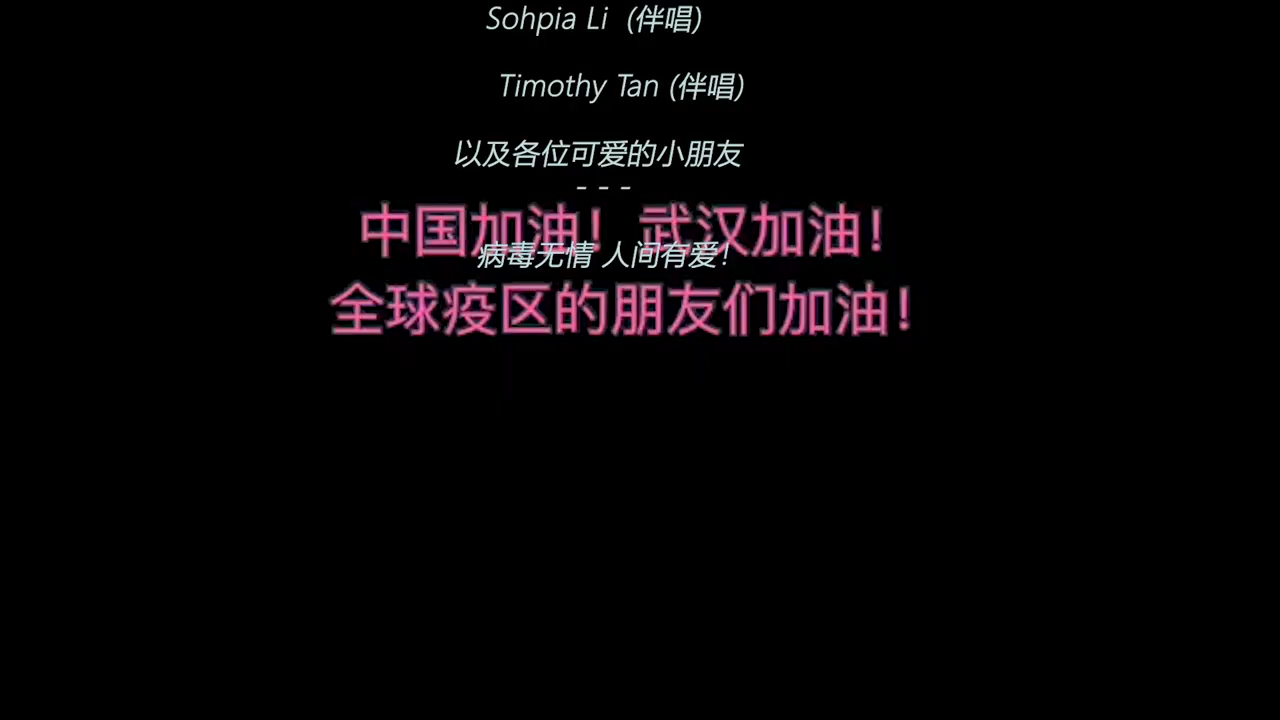 Sohpia Li (伴唱)
Timothy Tan (伴唱)
以及各位可爱的小朋友
- - -
中国加油！武汉加油！
病毒无情 人间有爱！
全球疫区的朋友们加油！